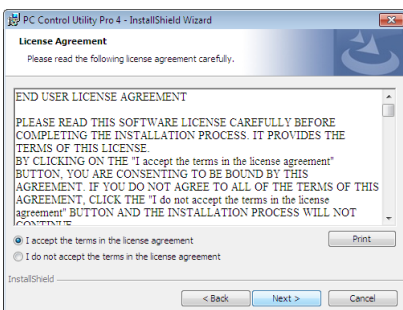 PC Control Utility Pro 4 - InstallShield Wizard
License Agreement
Please read the following license agreement carefully.
END USER LICENSE AGREEMENT
PLEASE READ THIS SOFTWARE LICENSE CAREFULLY BEFORE
COMPLETING THE INSTALLATION PROCESS. IT PROVIDES THE
TERMS OF THIS LICENSE.
BY CLICKING ON THE "I accept the terms in the license agreement"
BUTTON, YOU ARE CONSENTING TO BE BOUND BY THIS
AGREEMENT. IF YOU DO NOT AGREE TO ALL OF THE TERMS OF THIS
AGREEMENT, CLICK THE "I do not accept the terms in the license
agreement" BUTTON AND THE INSTALLATION PROCESS WILL NOT
CONTINUE
I accept the terms in the license agreement
Print
I do not accept the terms in the license agreement
InstallShield
< Back
Next >
Cancel